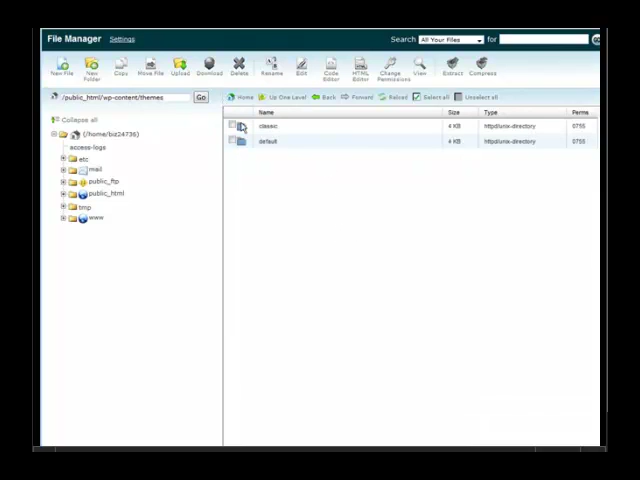 File Manager Settings Search All Your Files for
New File New Folder Copy Move File Upload Download Delete Rename Edit Code Editor HTML Editor Change Permissions View Extract Compress
/public_html/wp-content/themes Go Home Up One Level Back Forward Reload Select all Unselect all
Name Size Type Perms
Collapse all
classic 4 KB httpd/unix-directory 0755
(/home/biz24736)
default 4 KB httpd/unix-directory 0755
access-logs
etc
mail
public_ftp
public_html
tmp
www